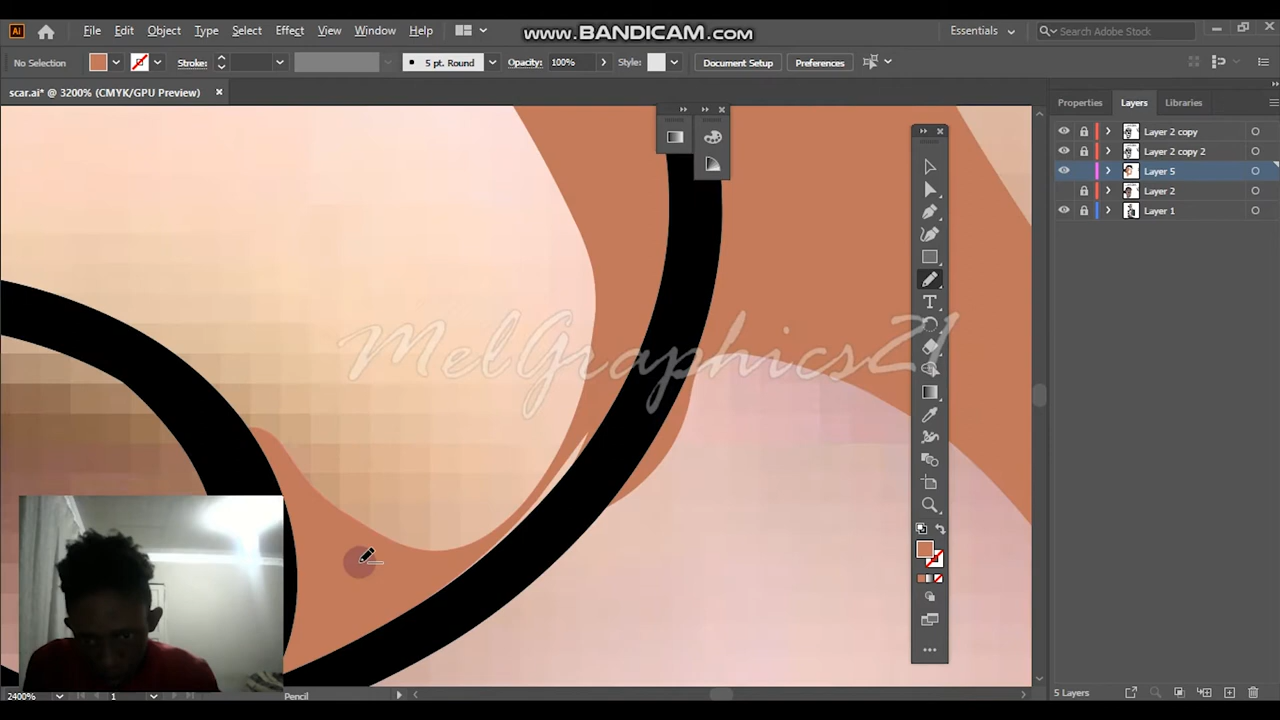 www.BANDICAM.com
Ai File Edit Object Type Select Effect View Window Help Essentials Search Adobe Stock
No Selection Stroke: 5 pt. Round Opacity: 100% Style: Document Setup Preferences
scar.ai* @ 3200% (CMYK/GPU Preview) ×
Properties Layers Libraries
Layer 2 copy
Layer 2 copy 2
Layer 5
Layer 2
Layer 1
MelGraphics21
2400% 1 Pencil 5 Layers